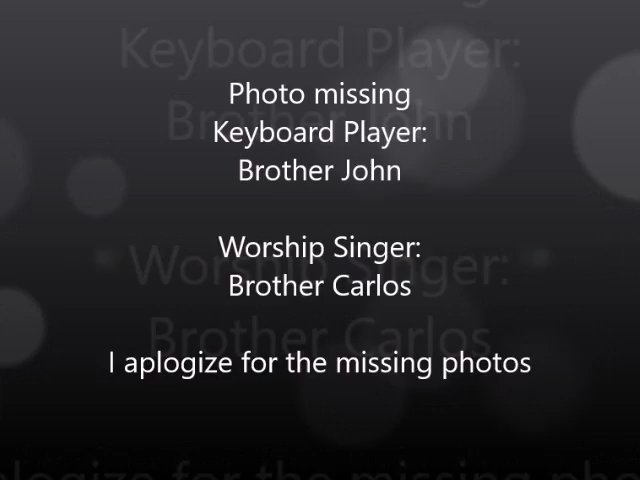 Photo missing
Keyboard Player:
Brother John
Worship Singer:
Brother Carlos
I aplogize for the missing photos